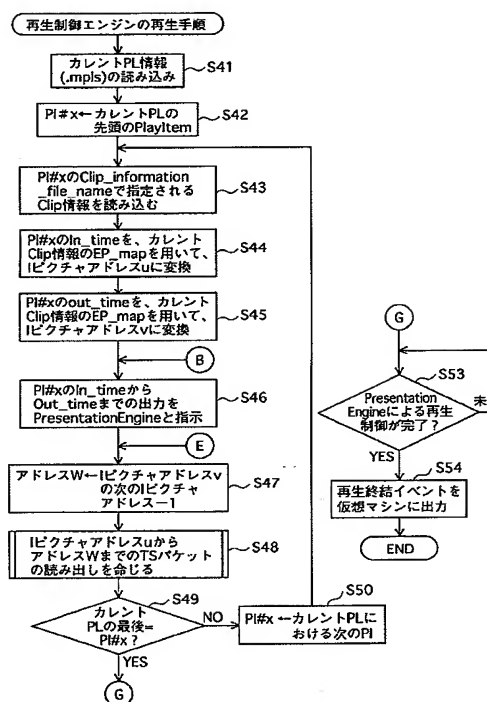 再生制御エンジンの再生手順
カレントPL情報
(.mpls)の読み込み
S41
PI#x←カレントPLの
先頭のPlayItem
S42
PI#xのClip_information
_file_nameで指定される
Clip情報を読み込む
S43
PI#xのIn_timeを、カレント
Clip情報のEP_mapを用いて、
Iピクチャアドレスuに変換
S44
PI#xのout_timeを、カレント
Clip情報のEP_mapを用いて、
Iピクチャアドレスvに変換
S45
B
PI#xのIn_timeから
Out_timeまでの出力を
PresentationEngineと指示
S46
E
アドレスW←Iピクチャアドレスv
の次のIピクチャ
アドレスー1
S47
Iピクチャアドレスuから
アドレスWまでのTSパケット
の読み出しを命じる
S48
S49
カレント
PLの最後=
PI#x?
NO
YES
G
S50
PI#x←カレントPLに
おける次のPI
G
S53
Presentation
Engineによる再生
制御が完了?
未
YES
S54
再生終結イベントを
仮想マシンに出力
END